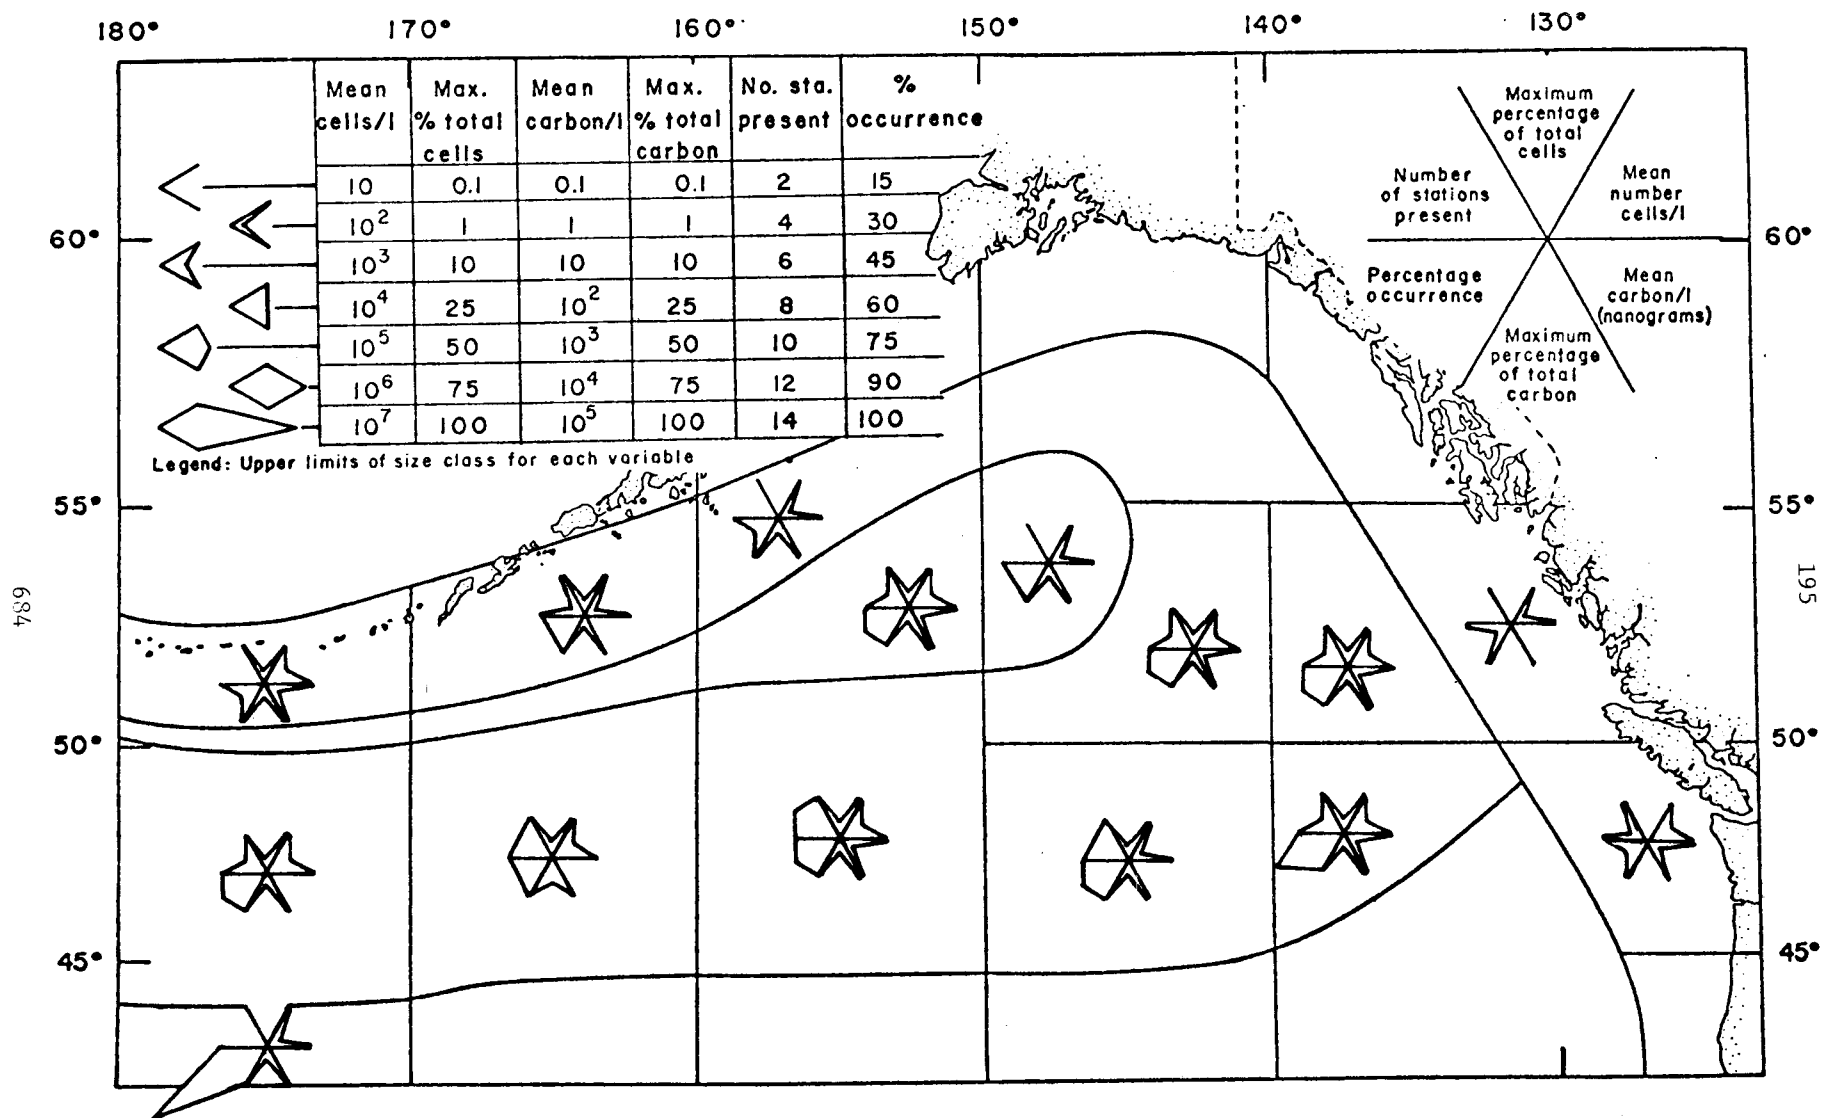 180° 170° 160° 150° 140° 130°
Mean cells/l Max. % total cells Mean carbon/l Max. % total carbon No. sta. present % occurrence
10 0.1 0.1 0.1 2 15
10² 1 1 1 4 30
10³ 10 10 10 6 45
10⁴ 25 10² 25 8 60
10⁵ 50 10³ 50 10 75
10⁶ 75 10⁴ 75 12 90
10⁷ 100 10⁵ 100 14 100
Legend: Upper limits of size class for each variable
Maximum
percentage
of total
cells
Number
of stations
present
Mean
number
cells/l
Percentage
occurrence
Mean
carbon/l
(nanograms)
Maximum
percentage
of total
carbon
60° 60°
55° 55°
50° 50°
45° 45°
684
195